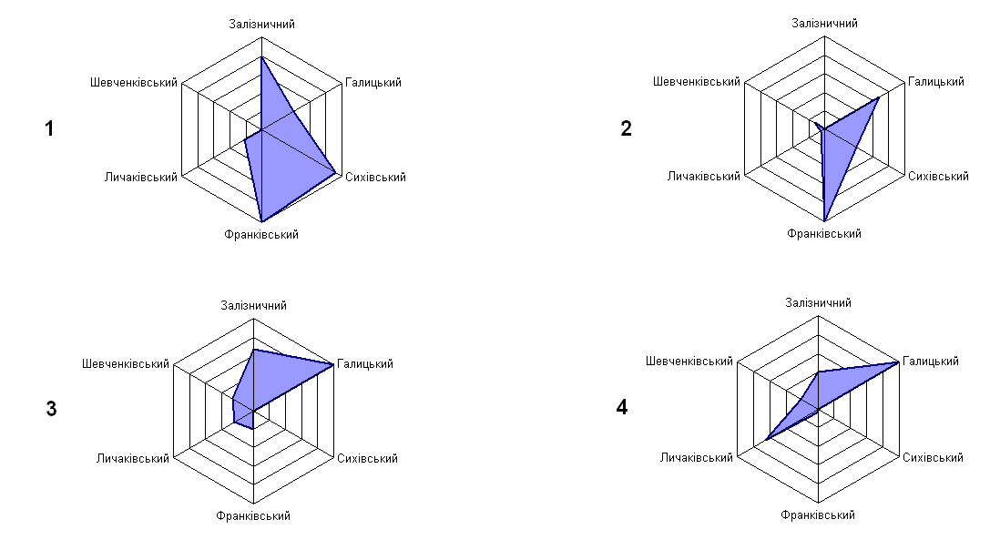 Залізничний
Шевченківський
Галицький
1
Личаківський
Сихівський
Франківський
Залізничний
Шевченківський
Галицький
2
Личаківський
Сихівський
Франківський
Залізничний
Шевченківський
Галицький
3
Личаківський
Сихівський
Франківський
Залізничний
Шевченківський
Галицький
4
Личаківський
Сихівський
Франківський